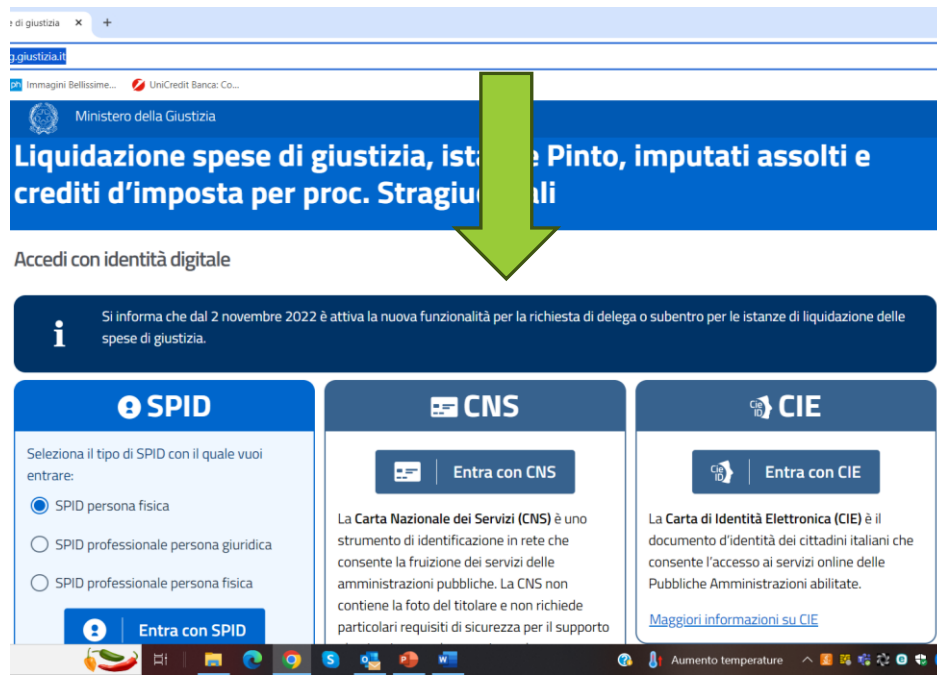 di giustizia
g.giustizia.it
ph Immagini Bellissime... UniCredit Banca: Co...
Ministero della Giustizia
Liquidazione spese di giustizia, Pinto, imputati assolti e
crediti d'imposta per proc.
Accedi con identità digitale
i
Si informa che dal 2 novembre 2022 è attiva la nuova funzionalità per la richiesta di delega o subentro per le istanze di liquidazione delle
spese di giustizia.
SPID
Seleziona il tipo di SPID con il quale vuoi
entrare:
SPID persona fisica
SPID professionale persona giuridica
SPID professionale persona fisica
Entra con SPID
CNS
Entra con CNS
La Carta Nazionale dei Servizi (CNS) è uno
strumento di identificazione in rete che
consente la fruizione dei servizi delle
amministrazioni pubbliche. La CNS non
contiene la foto del titolare e non richiede
particolari requisiti di sicurezza per il supporto
Cie ID CIE
Cie ID Entra con CIE
La Carta di Identità Elettronica (CIE) è il
documento d'identità dei cittadini italiani che
consente l'accesso ai servizi online delle
Pubbliche Amministrazioni abilitate.
Maggiori informazioni su CIE
Aumento temperature